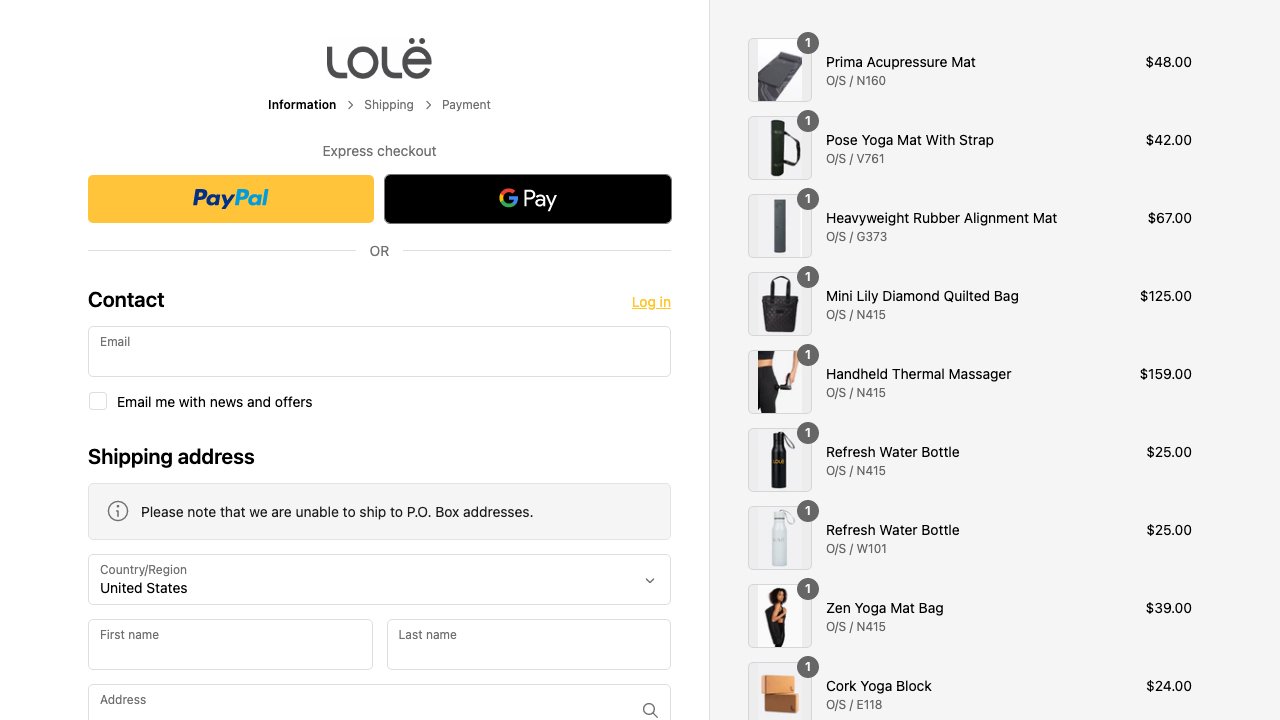 LOLË
Information > Shipping > Payment
Express checkout
PayPal
G Pay
OR
Contact
Log in
Email
Email me with news and offers
Shipping address
Please note that we are unable to ship to P.O. Box addresses.
Country/Region
United States
First name
Last name
Address
1
Prima Acupressure Mat
$48.00
O/S / N160
1
Pose Yoga Mat With Strap
$42.00
O/S / V761
1
Heavyweight Rubber Alignment Mat
$67.00
O/S / G373
1
Mini Lily Diamond Quilted Bag
$125.00
O/S / N415
1
Handheld Thermal Massager
$159.00
O/S / N415
1
LOLË
Refresh Water Bottle
$25.00
O/S / N415
1
Refresh Water Bottle
$25.00
O/S / W101
1
Zen Yoga Mat Bag
$39.00
O/S / N415
1
Cork Yoga Block
$24.00
O/S / E118